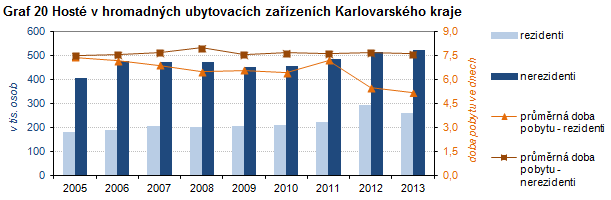 Graf 20 Hosté v hromadných ubytovacích zařízeních Karlovarského kraje
600
500
400
300
200
100
0
v tis. osob
9,0
7,5
6,0
4,5
3,0
1,5
0,0
doba pobytu ve dnech
2005 2006 2007 2008 2009 2010 2011 2012 2013
rezidenti
nerezidenti
průměrná doba
pobytu - rezidenti
průměrná doba
pobytu -
nerezidenti